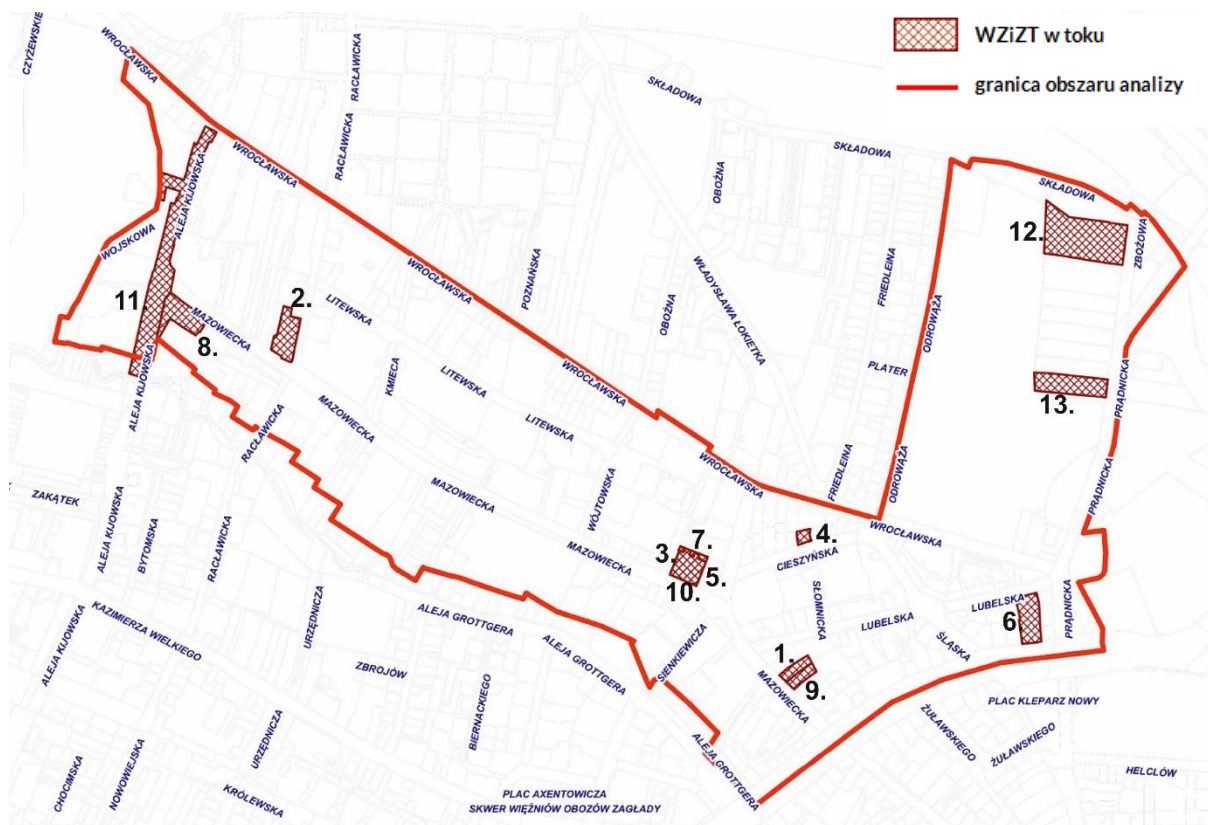 WZiZT w toku
granica obszaru analizy
CZYŻEWSKIE
WROCŁAWSKA
RACŁAWICKA
SKŁADOWA
SKŁADOWA
WROCŁAWSKA
RACŁAWICKA
OBOŹNA
SKŁADOWA
ALEJA KIJOWSKA
12.
ZBOŻOWA
WOJSKOWA
WROCŁAWSKA
POZNAŃSKA
WŁADYSŁAWA ŁOKIETKA
FRIEDLEINA
11.
MAZOWIECKA
2.
LITEWSKA
OBOŹNA
ODROWĄŻA
8.
KMIECA
LITEWSKA
WROCŁAWSKA
PLATER
13.
PRĄDNICKA
ALEJA KIJOWSKA
RACŁAWICKA
MAZOWIECKA
LITEWSKA
WROCŁAWSKA
FRIEDLEINA
ODROWĄŻA
PRĄDNICKA
ZAKĄTEK
ALEJA KIJOWSKA
BYTOMSKA
RACŁAWICKA
MAZOWIECKA
WÓJTOWSKA
MAZOWIECKA
3.
7.
5.
10.
4.
CIESZYŃSKA
WROCŁAWSKA
KAZIMIERZA WIELKIEGO
URZĘDNICZA
ALEJA GROTTGERA
SŁOMNICKA
LUBELSKA
LUBELSKA
6.
PRĄDNICKA
ALEJA KIJOWSKA
ZBROJÓW
ALEJA GROTTGERA
SIENKIEWICZA
1.
9.
MAZOWIECKA
ŚLĄSKA
PLAC KLEPARZ NOWY
CHOCIMSKA
NOWOWIEJSKA
URZĘDNICZA
BIERNACKIEGO
ŻUŁAWSKIEGO
ŻUŁAWSKIEGO
ALEJA GROTTGERA
HELCLÓW
KRÓLEWSKA
PLAC AXENTOWICZA
SKWER WIĘŹNIÓW OBOZÓW ZAGŁADY